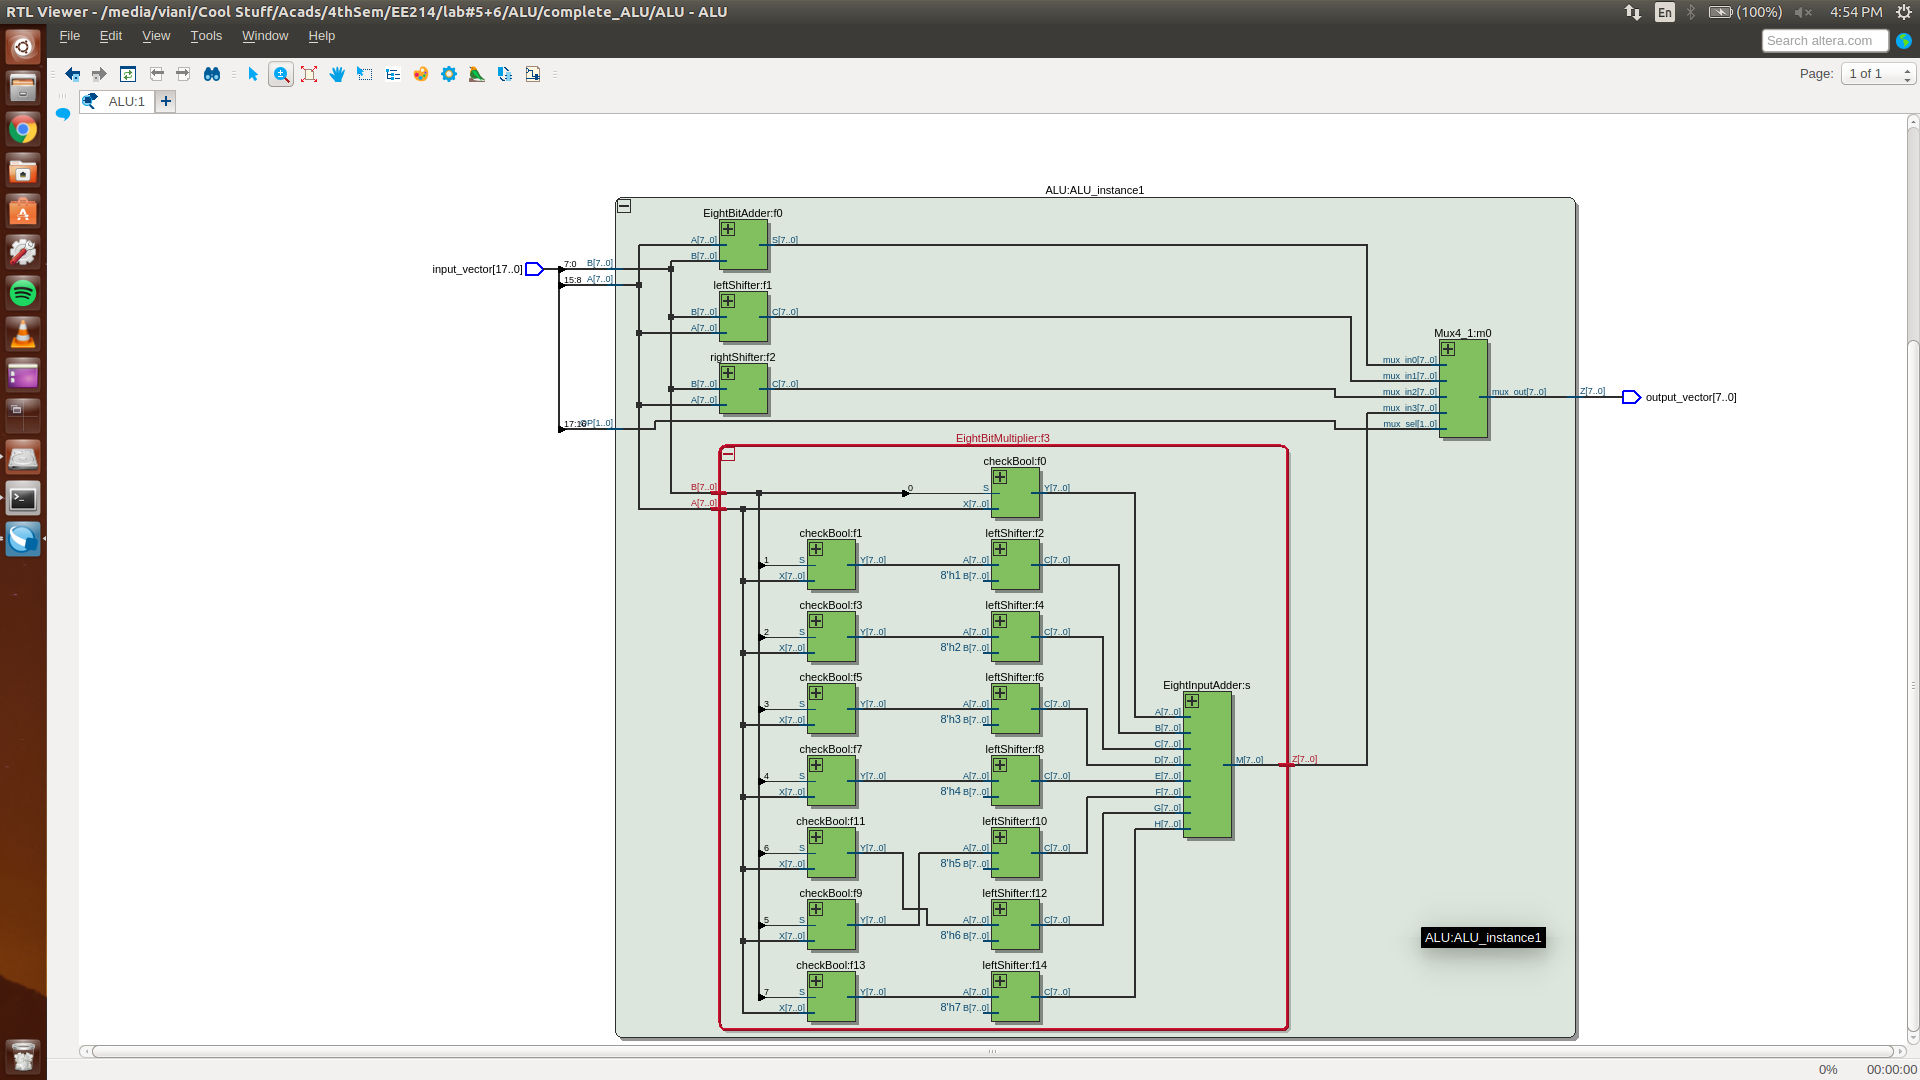 RTL Viewer - /media/viani/Cool Stuff/Acads/4thSem/EE214/lab#5+6/ALU/complete_ALU/ALU - ALU
En (100%) 4:54 PM
File Edit View Tools Window Help
Search altera.com
Page: 1 of 1
ALU:1
ALU:ALU_instance1
EightBitAdder:f0
A[7..0] S[7..0]
B[7..0]
input_vector[17..0] 7:0 B[7..0]
15:8 A[7..0]
leftShifter:f1
B[7..0] C[7..0]
A[7..0]
rightShifter:f2
B[7..0] C[7..0]
A[7..0]
Mux4_1:m0
mux_in0[7..0]
mux_in1[7..0]
mux_in2[7..0] mux_out[7..0] Z[7..0] output_vector[7..0]
mux_in3[7..0]
mux_sel[1..0]
EightBitMultiplier:f3
checkBool:f0
B[7..0] 0 S Y[7..0]
A[7..0] X[7..0]
checkBool:f1 leftShifter:f2
1 S Y[7..0] A[7..0] C[7..0]
X[7..0] 8'h1 B[7..0]
checkBool:f3 leftShifter:f4
2 S Y[7..0] A[7..0] C[7..0]
X[7..0] 8'h2 B[7..0]
checkBool:f5 leftShifter:f6
3 S Y[7..0] A[7..0] C[7..0]
X[7..0] 8'h3 B[7..0]
checkBool:f7 leftShifter:f8
4 S Y[7..0] A[7..0] C[7..0]
X[7..0] 8'h4 B[7..0]
checkBool:f11 leftShifter:f10
6 S Y[7..0] A[7..0] C[7..0]
X[7..0] 8'h5 B[7..0]
checkBool:f9 leftShifter:f12
5 S Y[7..0] A[7..0] C[7..0]
X[7..0] 8'h6 B[7..0]
checkBool:f13 leftShifter:f14
7 S Y[7..0] A[7..0] C[7..0]
X[7..0] 8'h7 B[7..0]
EightInputAdder:s
A[7..0]
B[7..0]
C[7..0]
D[7..0] M[7..0] Z[7..0]
E[7..0]
F[7..0]
G[7..0]
H[7..0]
ALU:ALU_instance1
0% 00:00:00